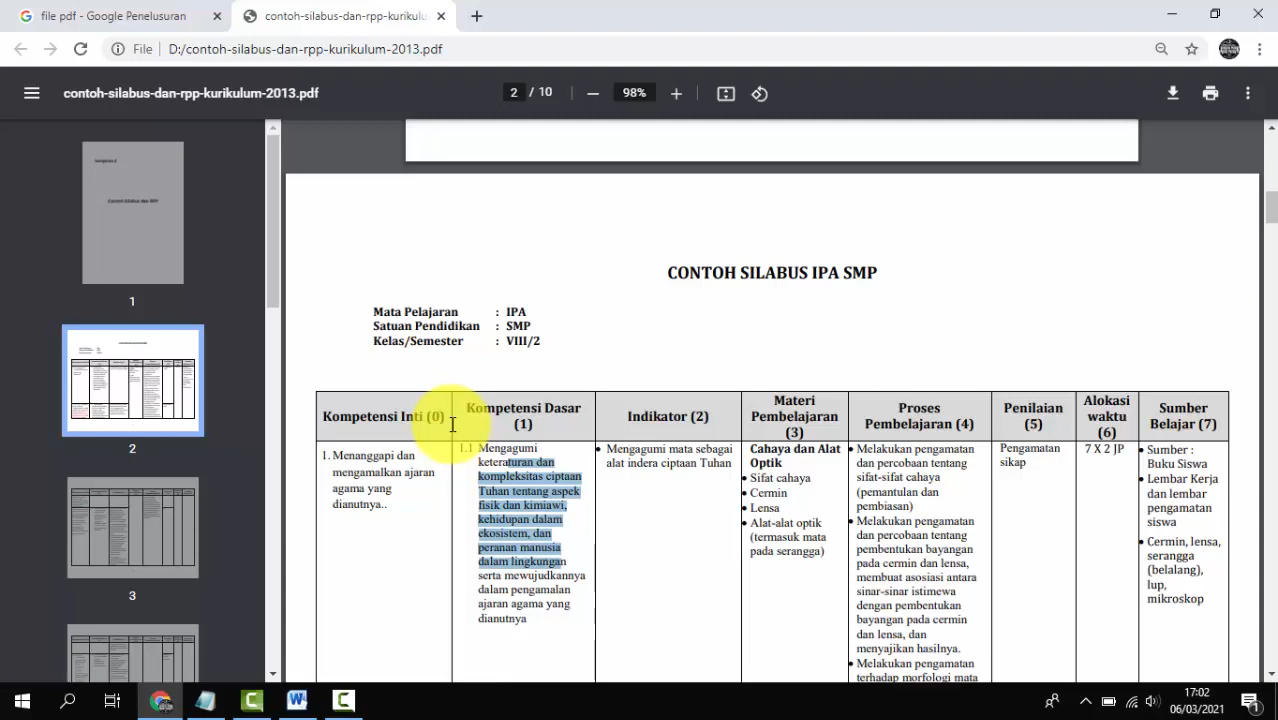 file pdf - Google Penelusuran
contoh-silabus-dan-rpp-kurikulu
File
D:/contoh-silabus-dan-rpp-kurikulum-2013.pdf
contoh-silabus-dan-rpp-kurikulum-2013.pdf
2 / 10
98%
Contoh Silabus dan RPP
1
2
3
CONTOH SILABUS IPA SMP
Mata Pelajaran : IPA
Satuan Pendidikan : SMP
Kelas/Semester : VIII/2
Kompetensi Inti (0)
Kompetensi Dasar
(1)
Indikator (2)
Materi
Pembelajaran
(3)
Proses
Pembelajaran (4)
Penilaian
(5)
Alokasi
waktu
(6)
Sumber
Belajar (7)
1. Menanggapi dan
mengamalkan ajaran
agama yang
dianutnya..
1.1 Mengagumi
keteraturan dan
kompleksitas ciptaan
Tuhan tentang aspek
fisik dan kimiawi,
kehidupan dalam
ekosistem, dan
peranan manusia
dalam lingkungan
serta mewujudkannya
dalam pengamalan
ajaran agama yang
dianutnya
• Mengagumi mata sebagai
alat indera ciptaan Tuhan
Cahaya dan Alat
Optik
• Sifat cahaya
• Cermin
• Lensa
• Alat-alat optik
(termasuk mata
pada serangga)
• Melakukan pengamatan
dan percobaan tentang
sifat-sifat cahaya
(pemantulan dan
pembiasan)
• Melakukan pengamatan
dan percobaan tentang
pembentukan bayangan
pada cermin dan lensa,
membuat asosiasi antara
sinar-sinar istimewa
dengan pembentukan
bayangan pada cermin
dan lensa, dan
menyajikan hasilnya.
• Melakukan pengamatan
terhadap morfologi mata
Pengamatan
sikap
7 X 2 JP
• Sumber :
Buku Siswa
• Lembar Kerja
dan lembar
pengamatan
siswa
• Cermin, lensa,
serangga
(belalang),
lup,
mikroskop
17:02
06/03/2021